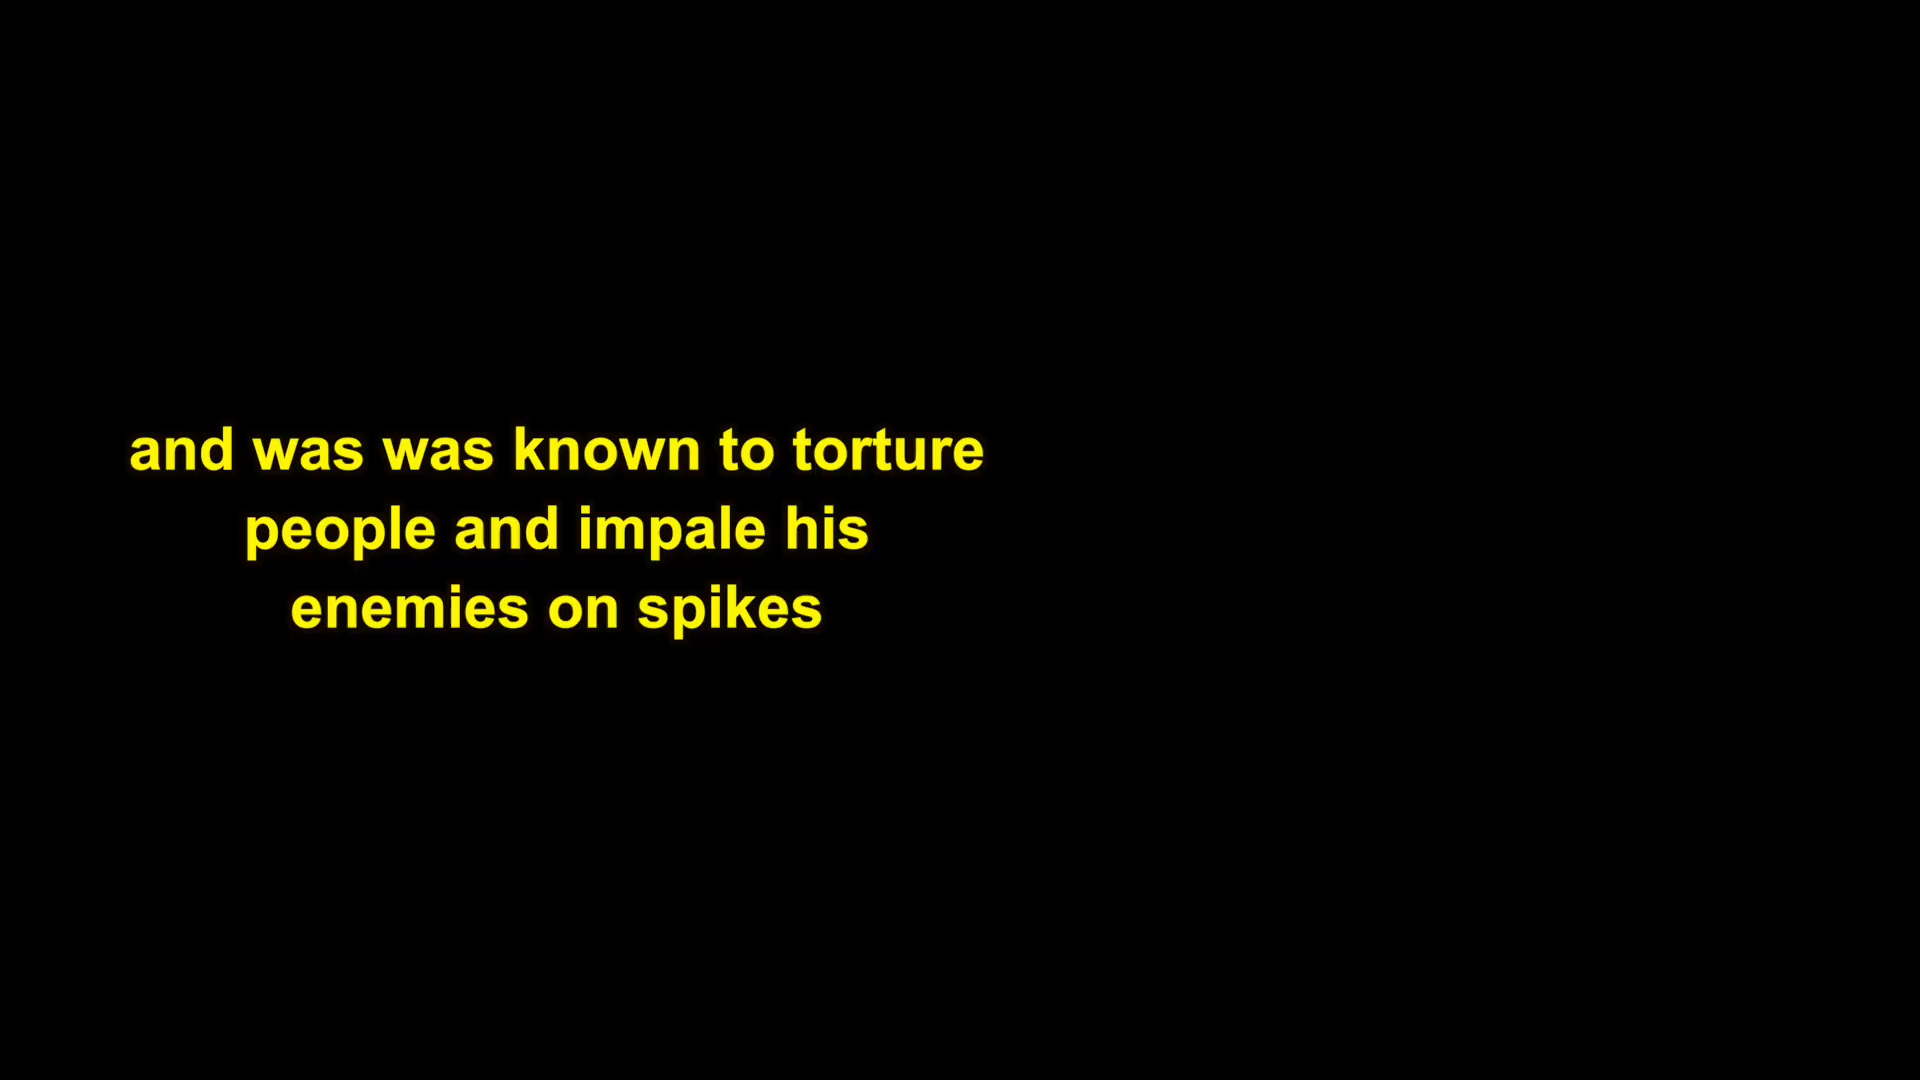 and was was known to torture
people and impale his
enemies on spikes